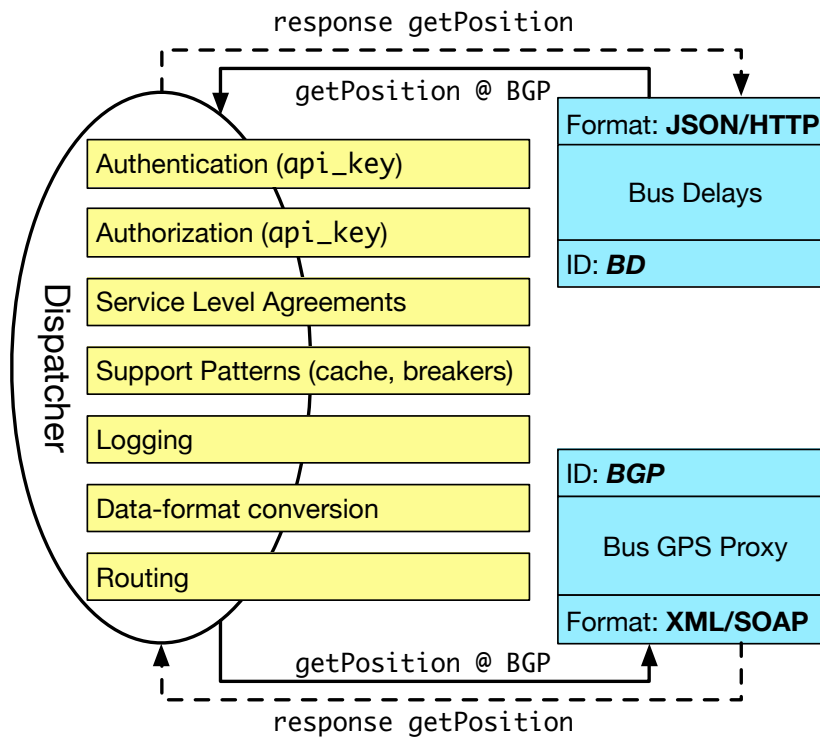 response getPosition
getPosition @ BGP
Format: JSON/HTTP
Bus Delays
ID: BD
Dispatcher
Authentication (api_key)
Authorization (api_key)
Service Level Agreements
Support Patterns (cache, breakers)
Logging
Data-format conversion
Routing
ID: BGP
Bus GPS Proxy
Format: XML/SOAP
getPosition @ BGP
response getPosition